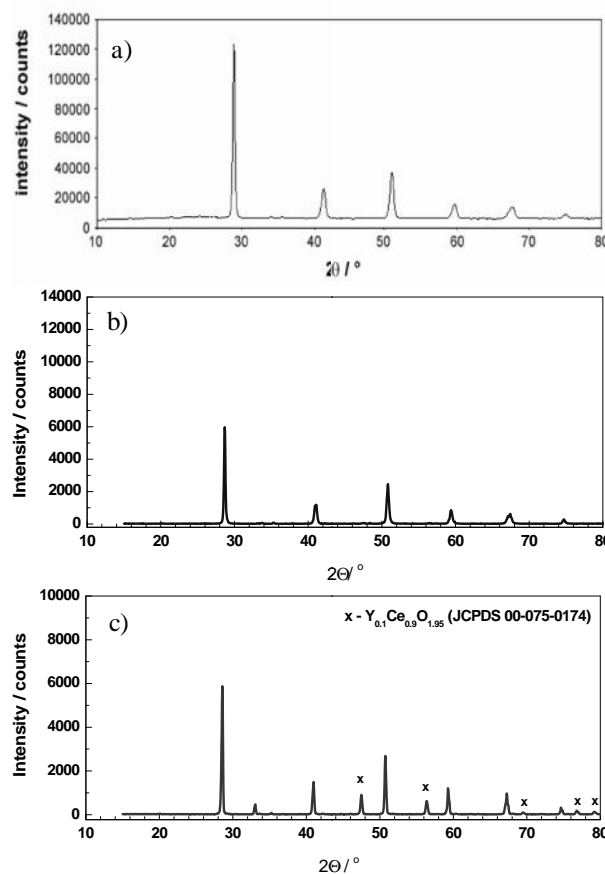 a)
intensity / counts
140000
120000
100000
80000
60000
40000
20000
0
10 20 30 40 50 60 70 80
2θ / °
b)
Intensity / counts
14000
12000
10000
8000
6000
4000
2000
0
10 20 30 40 50 60 70 80
2Θ/ °
c)
x - Y0.1Ce0.9O1.95 (JCPDS 00-075-0174)
Intensity / counts
10000
8000
6000
4000
2000
0
x x x x x
10 20 30 40 50 60 70 80
2Θ/ °